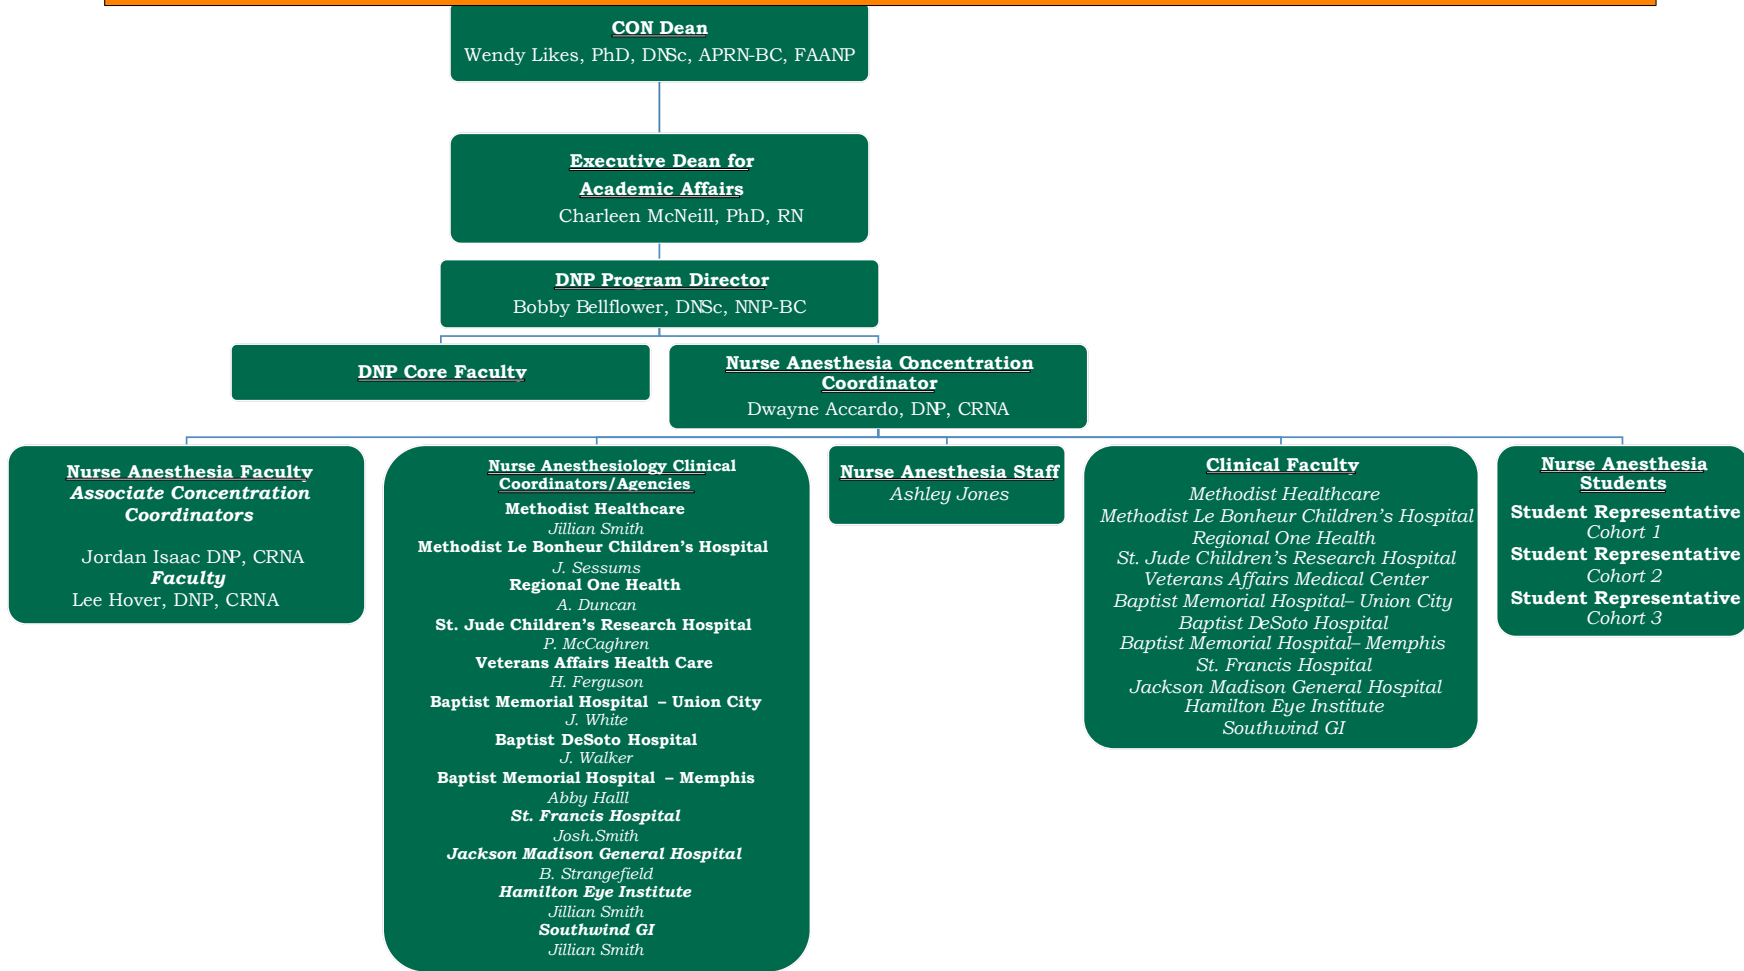 CON Dean
Wendy Likes, PhD, DNSc, APRN-BC, FAANP
Executive Dean for
Academic Affairs
Charleen McNeill, PhD, RN
DNP Program Director
Bobby Bellflower, DNSc, NNP-BC
DNP Core Faculty
Nurse Anesthesia Concentration
Coordinator
Dwayne Accardo, DNP, CRNA
Nurse Anesthesia Faculty
Associate Concentration
Coordinators
Jordan Isaac DNP, CRNA
Faculty
Lee Hover, DNP, CRNA
Nurse Anesthesiology Clinical
Coordinators/Agencies
Methodist Healthcare
Jillian Smith
Methodist Le Bonheur Children's Hospital
J. Sessums
Regional One Health
A. Duncan
St. Jude Children's Research Hospital
P. McCaghren
Veterans Affairs Health Care
H. Ferguson
Baptist Memorial Hospital – Union City
J. White
Baptist DeSoto Hospital
J. Walker
Baptist Memorial Hospital – Memphis
Abby Halll
St. Francis Hospital
Josh.Smith
Jackson Madison General Hospital
B. Strangefield
Hamilton Eye Institute
Jillian Smith
Southwind GI
Jillian Smith
Nurse Anesthesia Staff
Ashley Jones
Clinical Faculty
Methodist Healthcare
Methodist Le Bonheur Children's Hospital
Regional One Health
St. Jude Children's Research Hospital
Veterans Affairs Medical Center
Baptist Memorial Hospital– Union City
Baptist DeSoto Hospital
Baptist Memorial Hospital– Memphis
St. Francis Hospital
Jackson Madison General Hospital
Hamilton Eye Institute
Southwind GI
Nurse Anesthesia
Students
Student Representative
Cohort 1
Student Representative
Cohort 2
Student Representative
Cohort 3